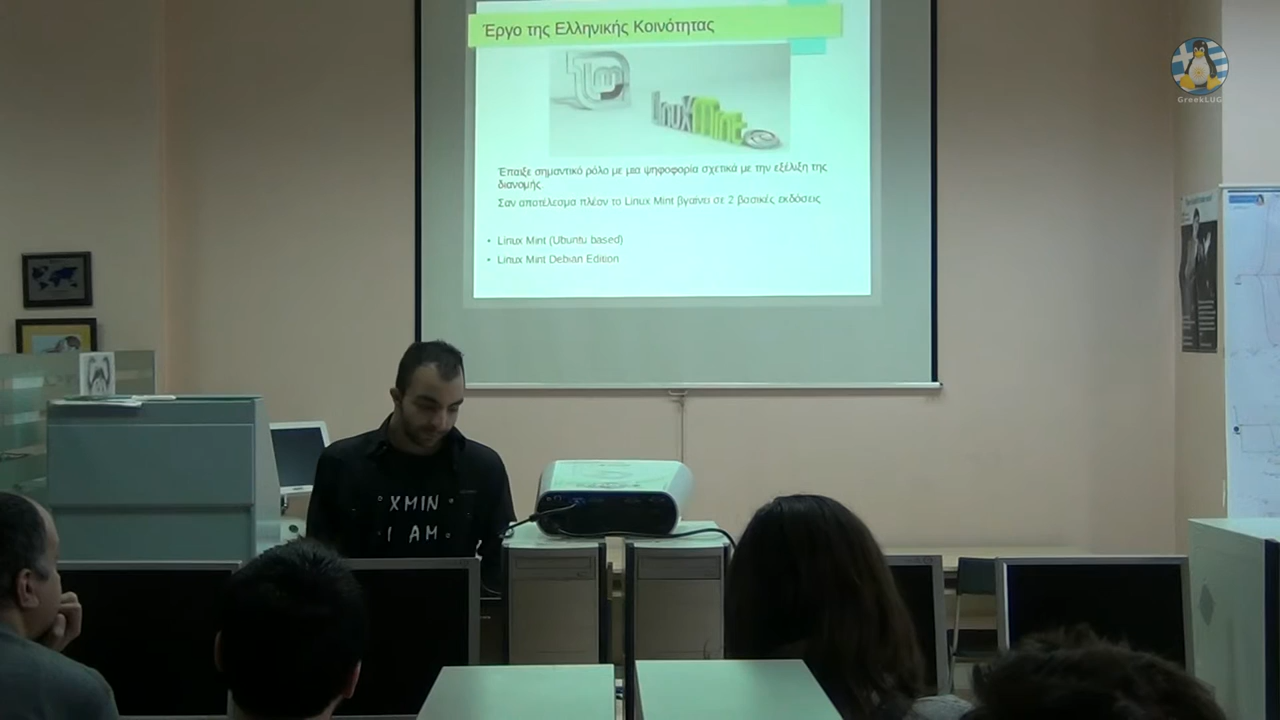 Έργο της Ελληνικής Κοινότητας
lm
LinuxMint
Έπαιξε σημαντικό ρόλο με μια ψηφοφορία σχετικά με την εξέλιξη της
διανομής.
Σαν αποτέλεσμα πλέον το Linux Mint βγαίνει σε 2 βασικές εκδόσεις
• Linux Mint (Ubuntu based)
• Linux Mint Debian Edition
GreekLUG
XMIN
I AM